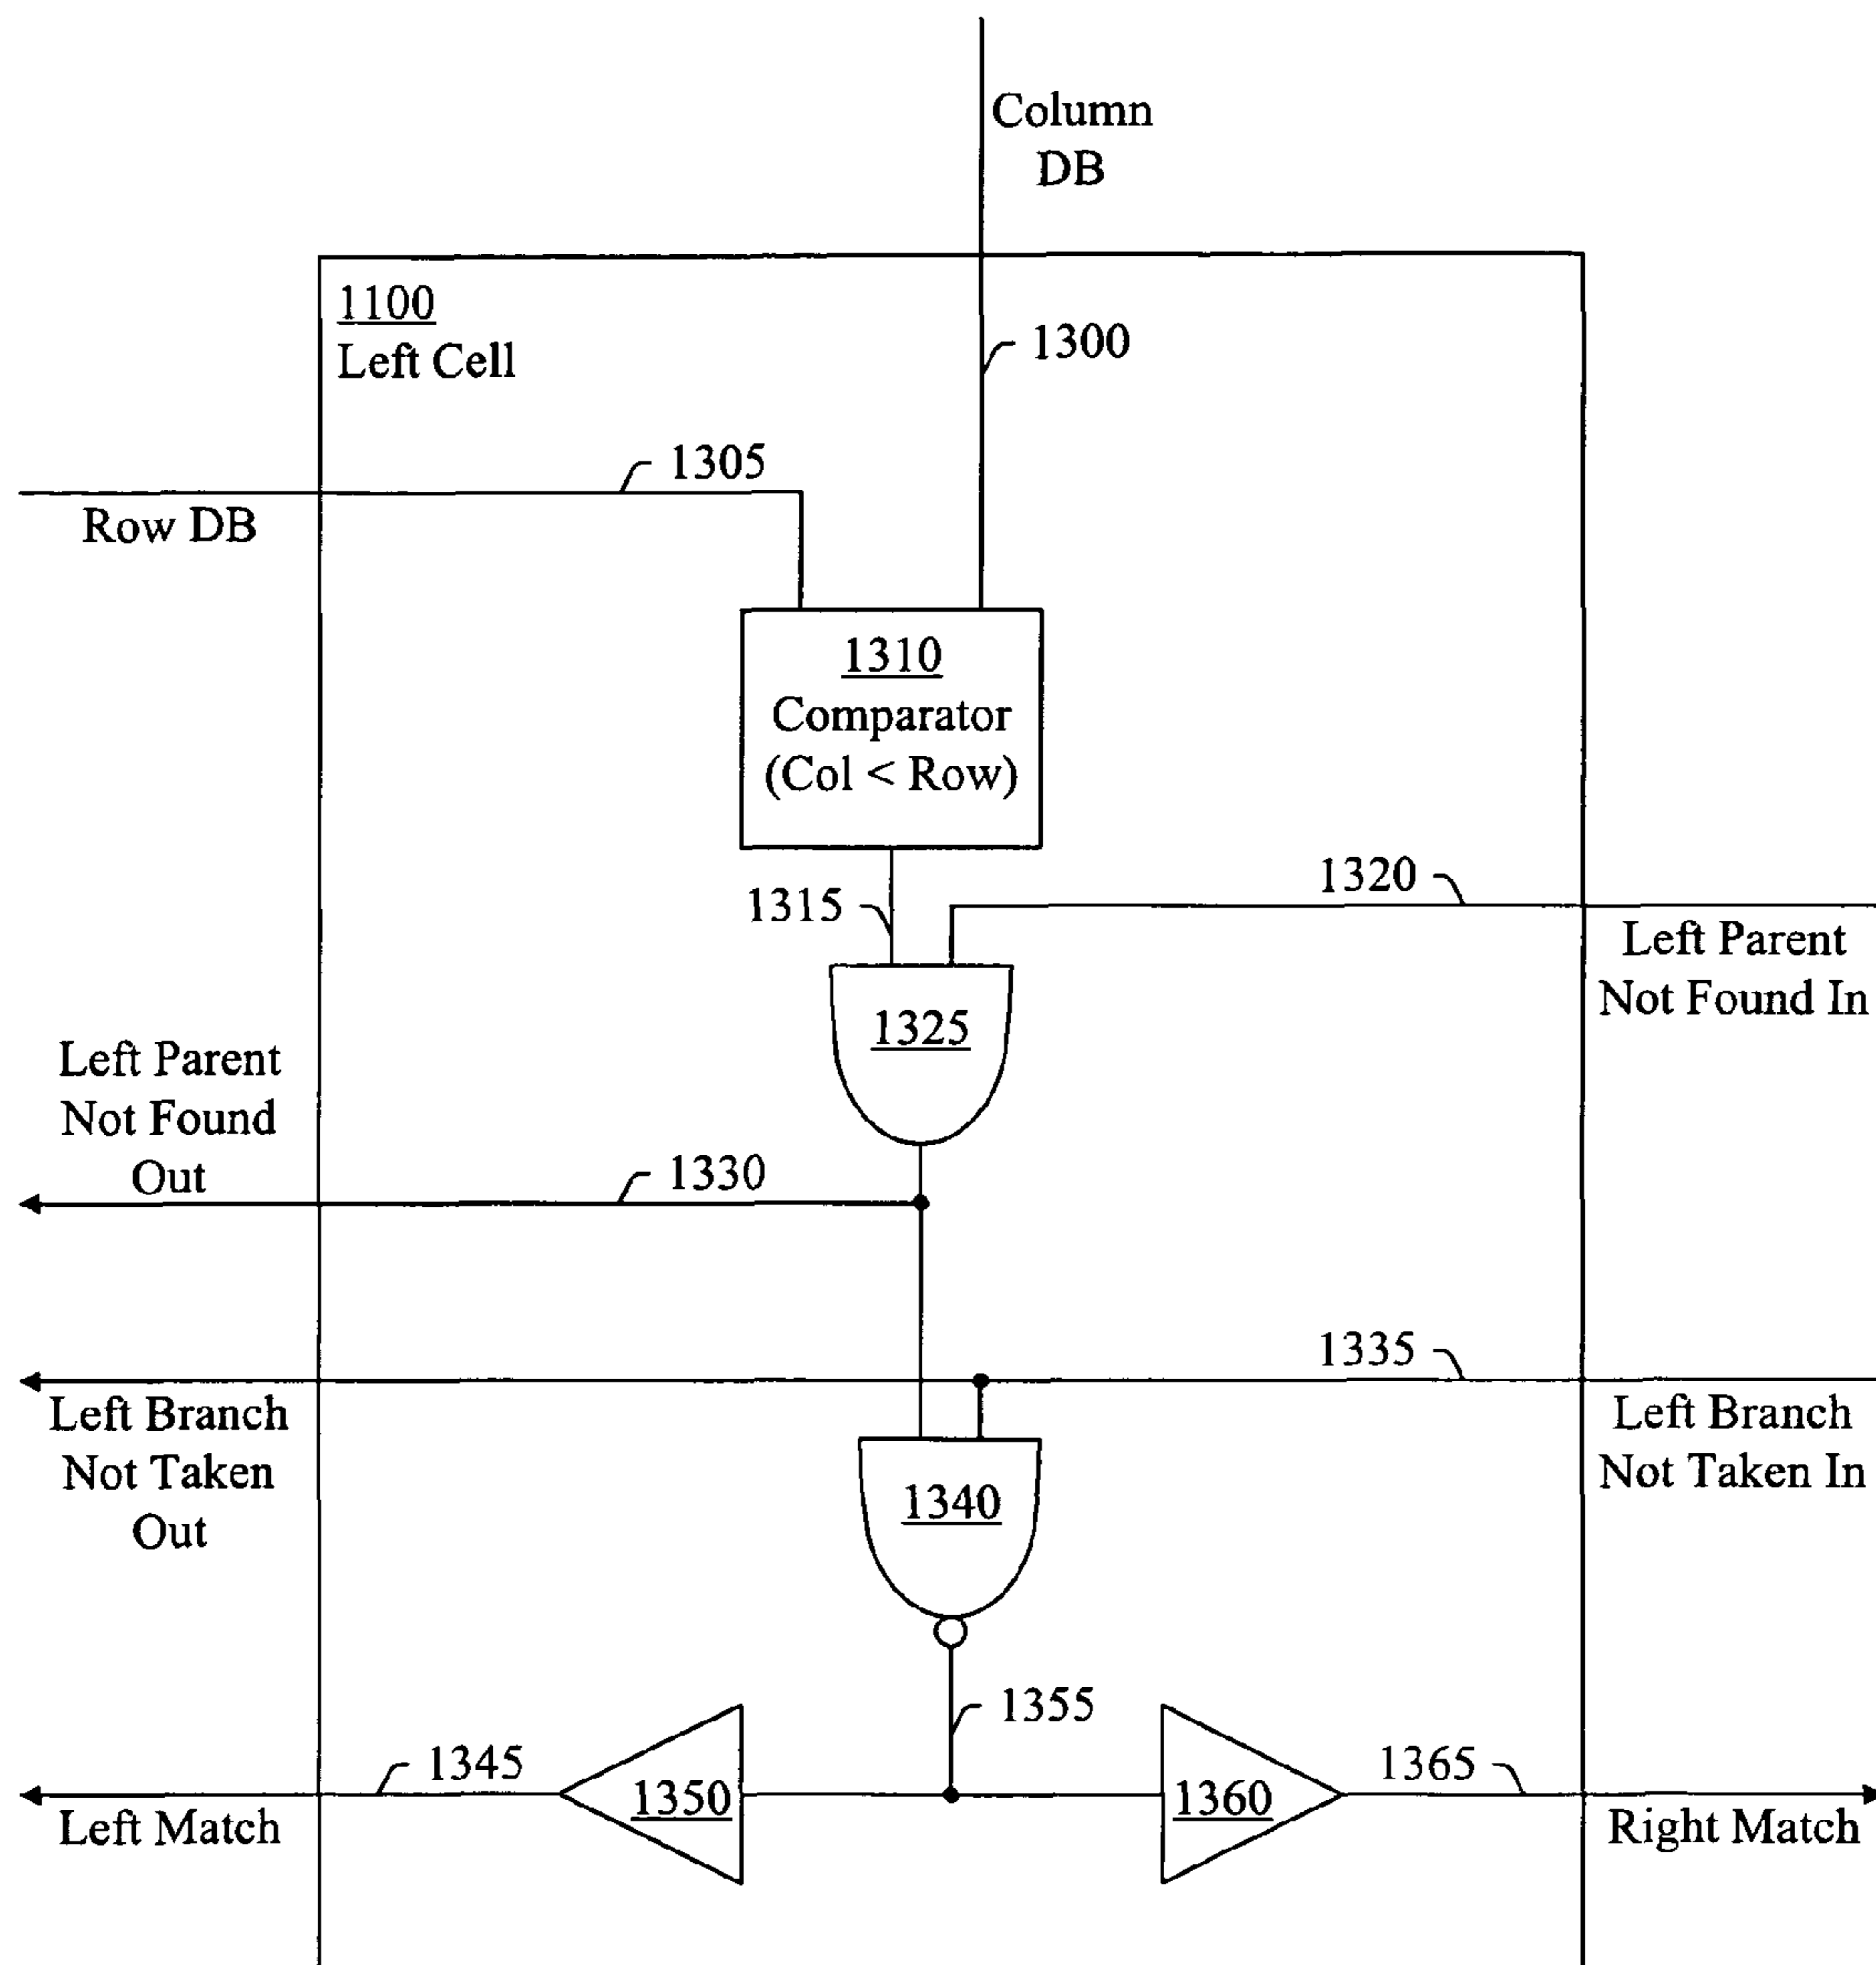 Column
DB
1100
Left Cell
1300
1305
Row DB
1310
Comparator
(Col < Row)
1320
1315
Left Parent
Not Found In
1325
Left Parent
Not Found
Out
1330
1335
Left Branch
Not Taken
Out
Left Branch
Not Taken In
1340
1355
1345
1350
1360
1365
Left Match
Right Match